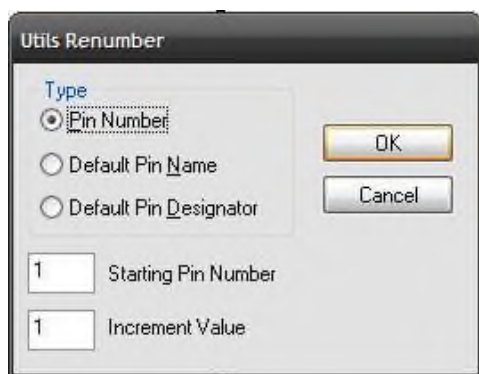 Utils Renumber
Type
Pin Number
Default Pin Name
Default Pin Designator
OK
Cancel
1 Starting Pin Number
1 Increment Value